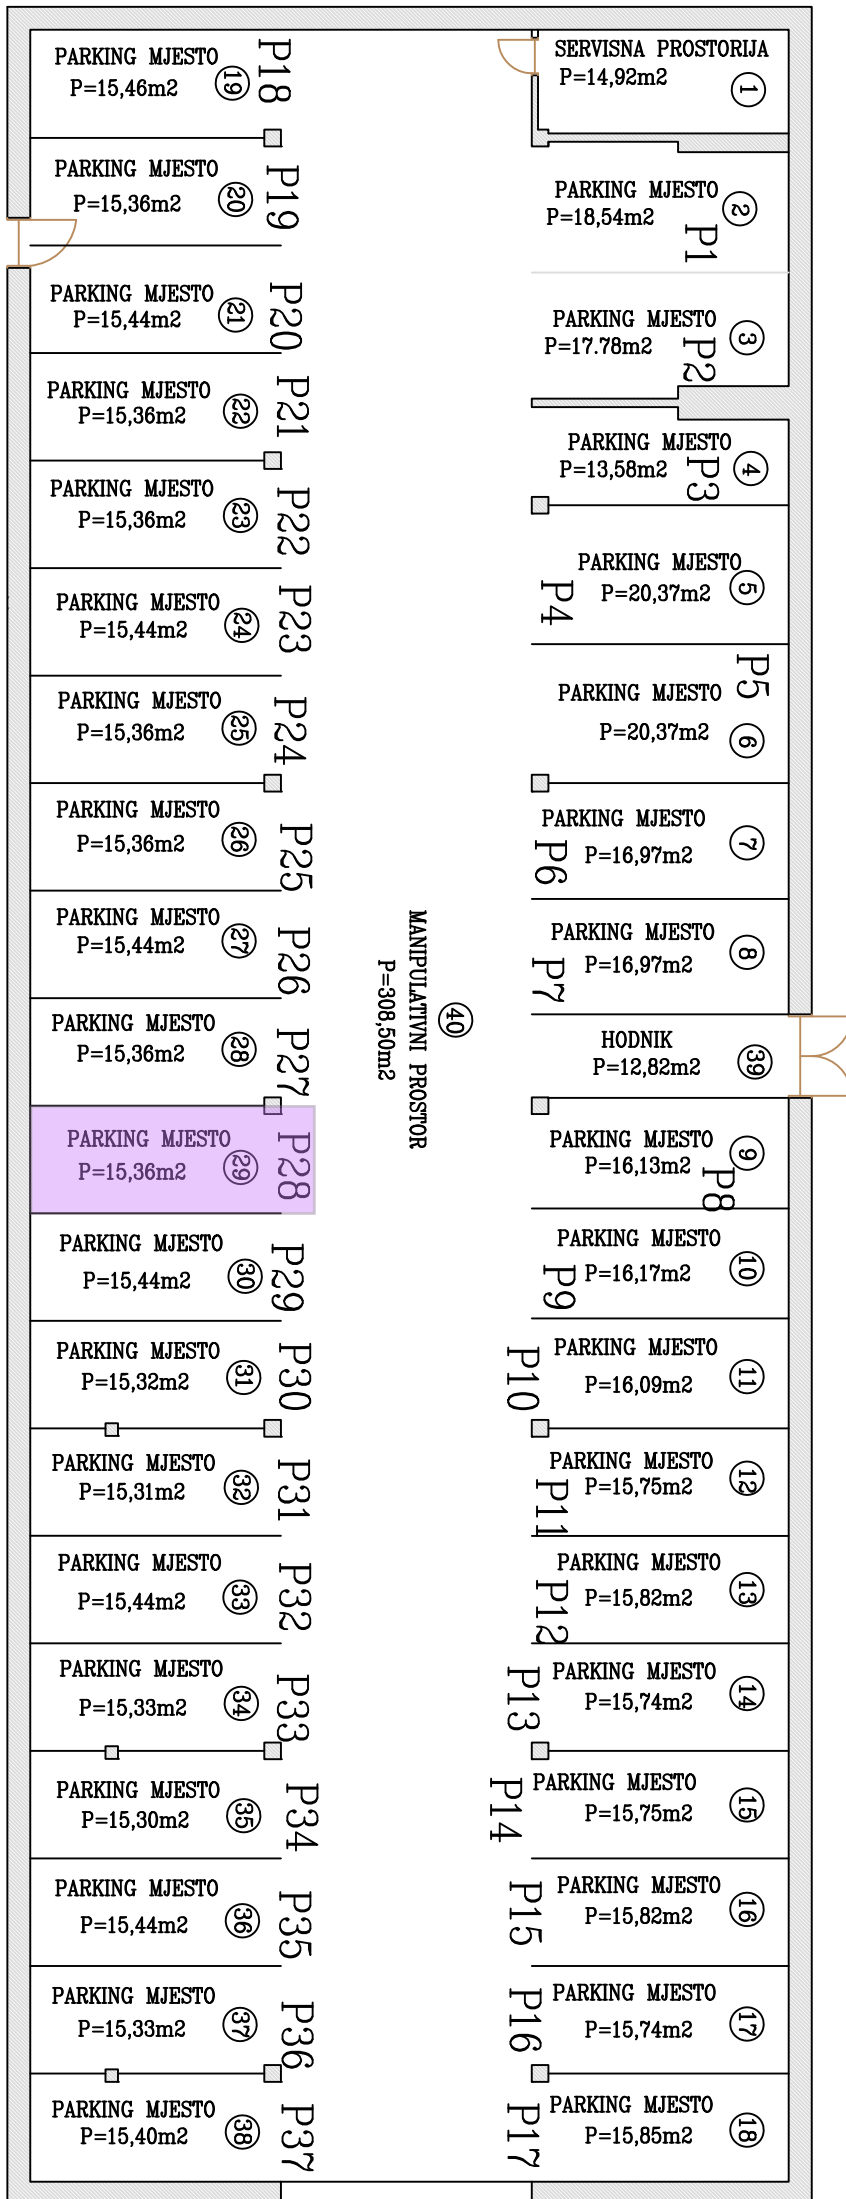 SERVISNA PROSTORIJA
P=14,92m2
1
PARKING MJESTO
P=18,54m2
2
P1
PARKING MJESTO
P=17.78m2
3
P2
PARKING MJESTO
P=13,58m2
4
P3
PARKING MJESTO
P=20,37m2
5
P4
PARKING MJESTO
P=20,37m2
6
P5
PARKING MJESTO
P=16,97m2
7
P6
PARKING MJESTO
P=16,97m2
8
P7
HODNIK
P=12,82m2
39
PARKING MJESTO
P=16,13m2
9
P8
PARKING MJESTO
P=16,17m2
10
P9
PARKING MJESTO
P=16,09m2
11
P10
PARKING MJESTO
P=15,75m2
12
P11
PARKING MJESTO
P=15,82m2
13
P12
PARKING MJESTO
P=15,74m2
14
P13
PARKING MJESTO
P=15,75m2
15
P14
PARKING MJESTO
P=15,82m2
16
P15
PARKING MJESTO
P=15,74m2
17
P16
PARKING MJESTO
P=15,85m2
18
P17
PARKING MJESTO
P=15,46m2
19
P18
PARKING MJESTO
P=15,36m2
20
P19
PARKING MJESTO
P=15,44m2
21
P20
PARKING MJESTO
P=15,36m2
22
P21
PARKING MJESTO
P=15,36m2
23
P22
PARKING MJESTO
P=15,44m2
24
P23
PARKING MJESTO
P=15,36m2
25
P24
PARKING MJESTO
P=15,36m2
26
P25
PARKING MJESTO
P=15,44m2
27
P26
PARKING MJESTO
P=15,36m2
28
P27
PARKING MJESTO
P=15,36m2
29
P28
PARKING MJESTO
P=15,44m2
30
P29
PARKING MJESTO
P=15,32m2
31
P30
PARKING MJESTO
P=15,31m2
32
P31
PARKING MJESTO
P=15,44m2
33
P32
PARKING MJESTO
P=15,33m2
34
P33
PARKING MJESTO
P=15,30m2
35
P34
PARKING MJESTO
P=15,44m2
36
P35
PARKING MJESTO
P=15,33m2
37
P36
PARKING MJESTO
P=15,40m2
38
P37
40
MANIPULATIVNI PROSTOR
P=308,50m2